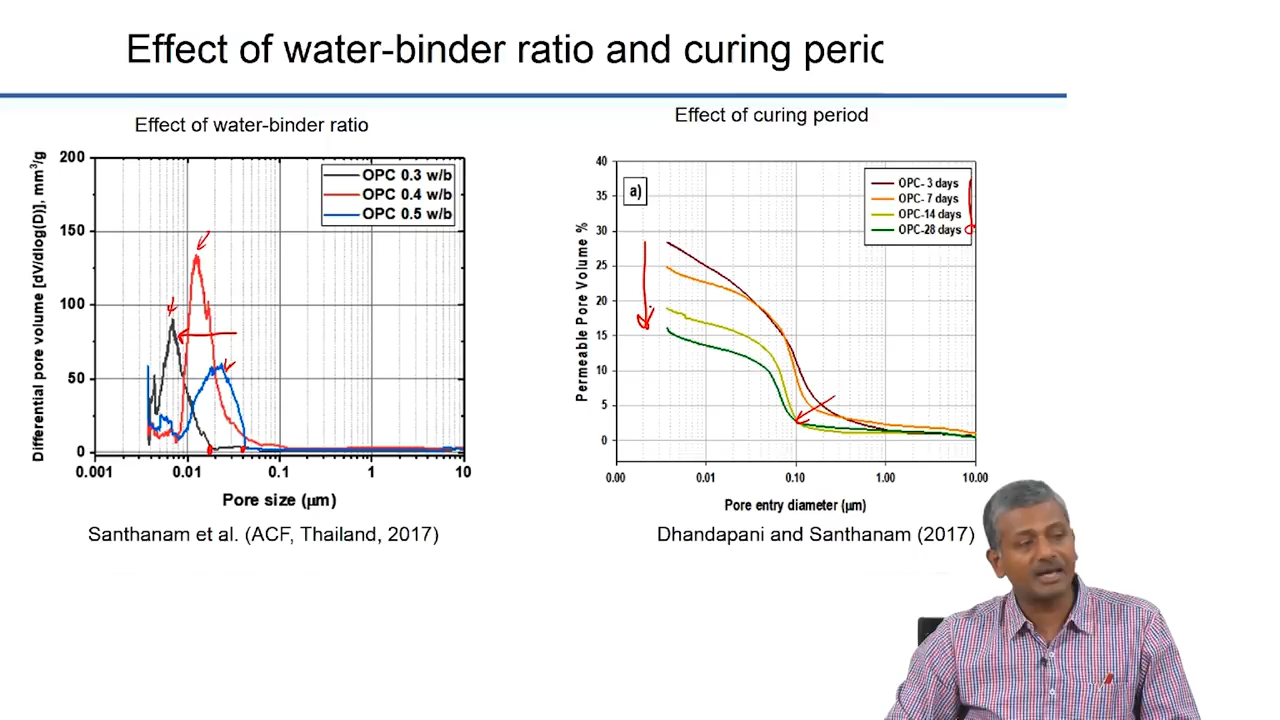 Effect of water-binder ratio and curing peric
Effect of water-binder ratio
Differential pore volume [dV/dlog(D)], mm³/g
200
150
100
50
0
OPC 0.3 w/b
OPC 0.4 w/b
OPC 0.5 w/b
0.001 0.01 0.1 1 10
Pore size (μm)
Santhanam et al. (ACF, Thailand, 2017)
Effect of curing period
Permeable Pore Volume %
40
35
30
25
20
15
10
5
0
a)
OPC- 3 days
OPC- 7 days
OPC-14 days
OPC-28 days
0.00 0.01 0.10 1.00 10.00
Pore entry diameter (μm)
Dhandapani and Santhanam (2017)